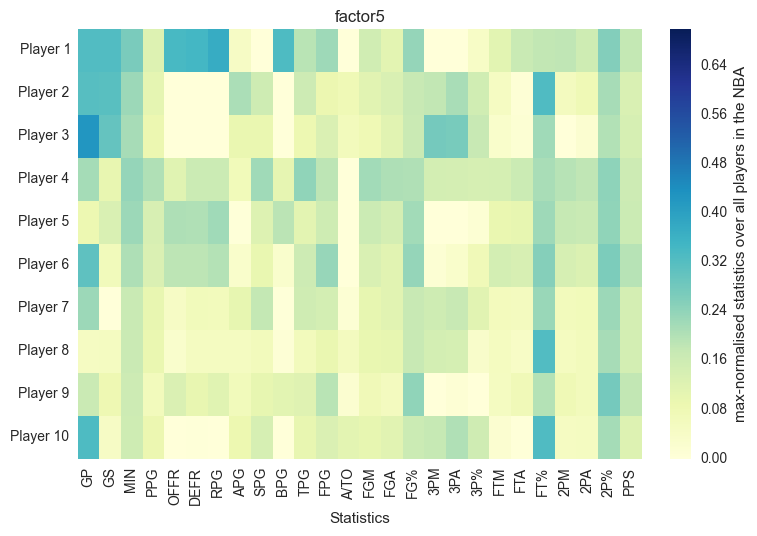 factor5
Player 1
Player 2
Player 3
Player 4
Player 5
Player 6
Player 7
Player 8
Player 9
Player 10
GP GS MIN PPG OFFR DEFR RPG APG SPG BPG TPG FPG A/TO FGM FGA FG% 3PM 3PA 3P% FTM FTA FT% 2PM 2PA 2P% PPS
Statistics
0.64
0.56
0.48
0.40
0.32
0.24
0.16
0.08
0.00
max-normalised statistics over all players in the NBA